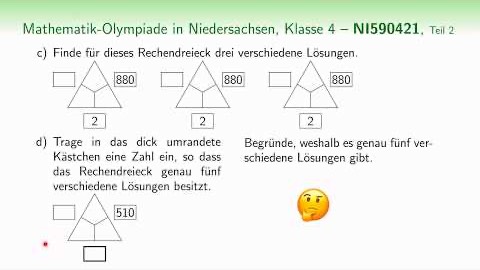 Mathematik-Olympiade in Niedersachsen, Klasse 4 – NI590421, Teil 2
c) Finde für dieses Rechendreieck drei verschiedene Lösungen.
880 880 880
2 2 2
d) Trage in das dick umrandete
Kästchen eine Zahl ein, so dass
das Rechendreieck genau fünf
verschiedene Lösungen besitzt.
510
Begründe, weshalb es genau fünf ver-
schiedene Lösungen gibt.